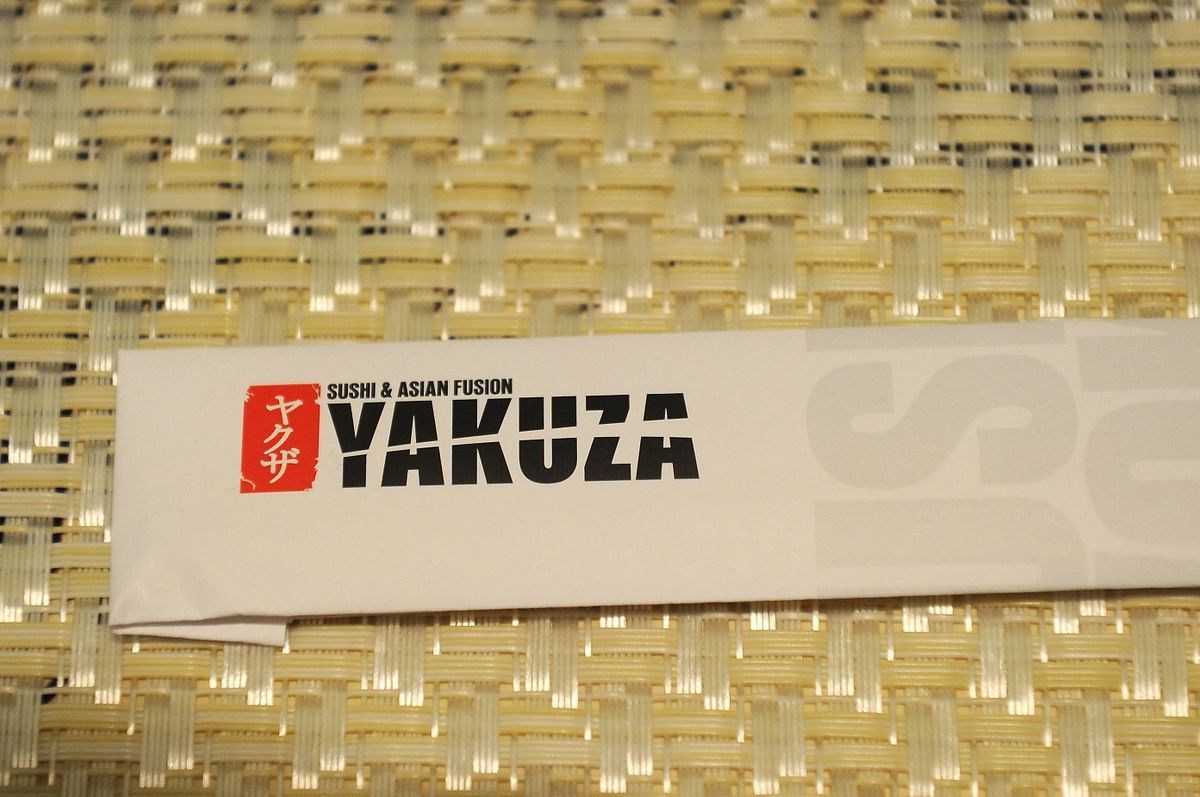 ヤクザ
SUSHI & ASIAN FUSION
YAKUZA